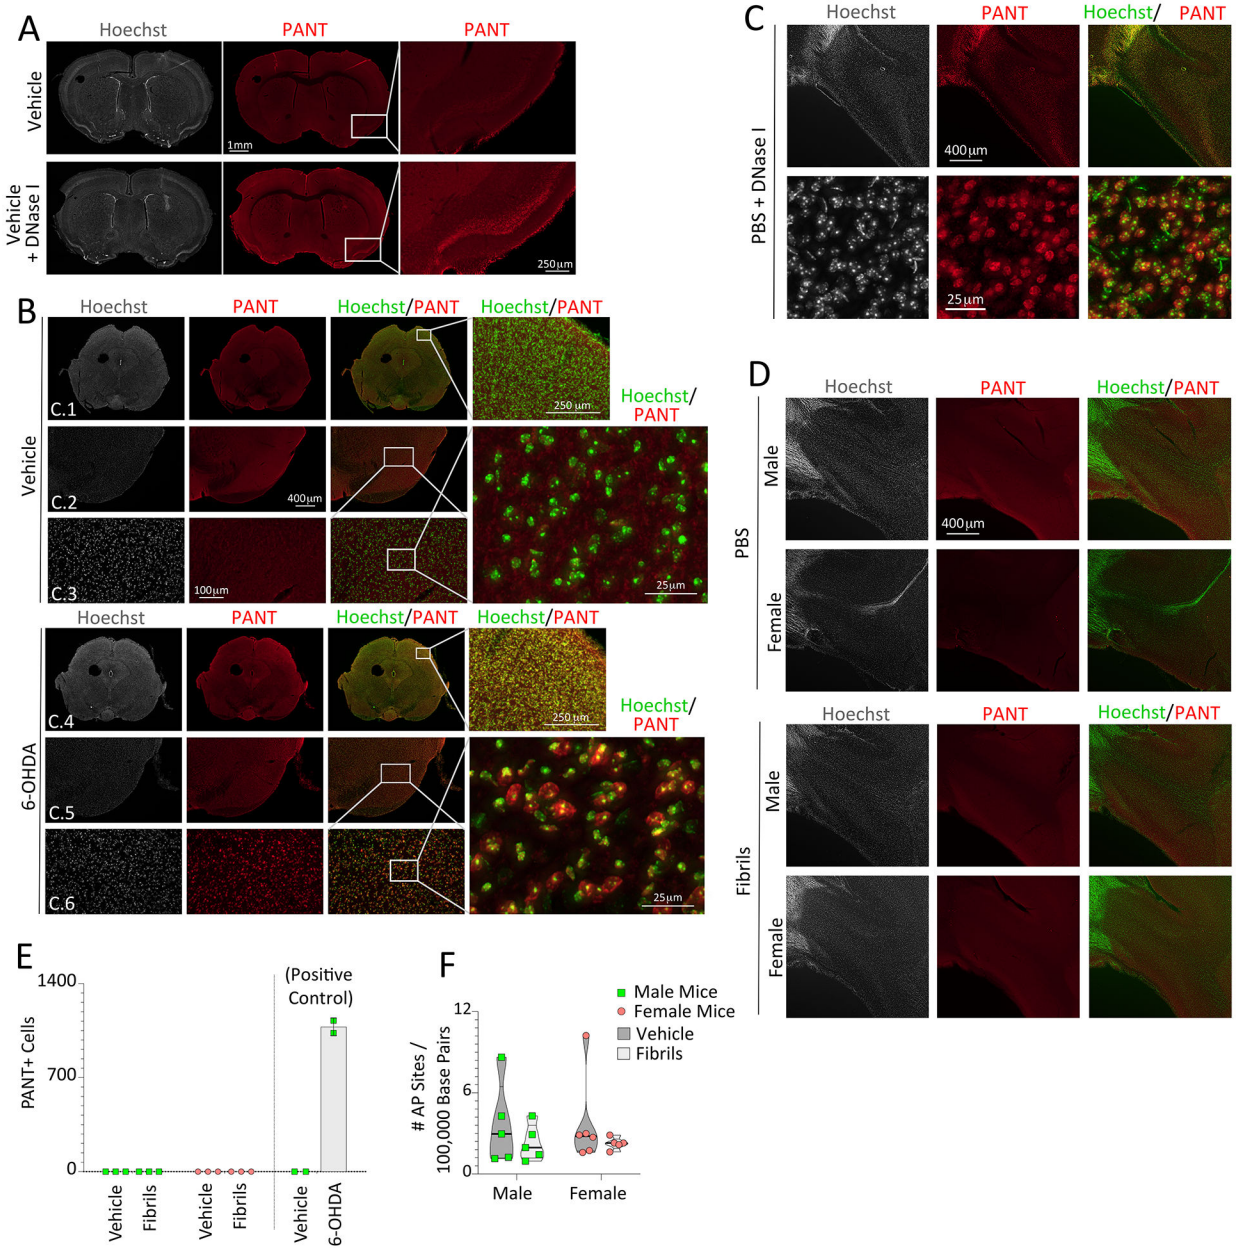 A
Hoechst PANT PANT
Vehicle
1mm
Vehicle
+ DNase I
250µm
B
Hoechst PANT Hoechst/PANT Hoechst/PANT
Vehicle
C.1
250 µm
Hoechst/
PANT
C.2
400µm
C.3
100µm
25µm
Hoechst PANT Hoechst/PANT Hoechst/PANT
6-OHDA
C.4
250 µm
Hoechst/
PANT
C.5
C.6
25µm
C
Hoechst PANT Hoechst/ PANT
PBS + DNase I
400µm
25µm
D
Hoechst PANT Hoechst/PANT
PBS
Male
400µm
Female
Hoechst PANT Hoechst/PANT
Fibrils
Male
Female
E
(Positive
Control)
PANT+ Cells
1400
700
0
Vehicle
Fibrils
Vehicle
Fibrils
Vehicle
6-OHDA
F
Male Mice
Female Mice
Vehicle
Fibrils
# AP Sites /
100,000 Base Pairs
12
6
0
Male Female